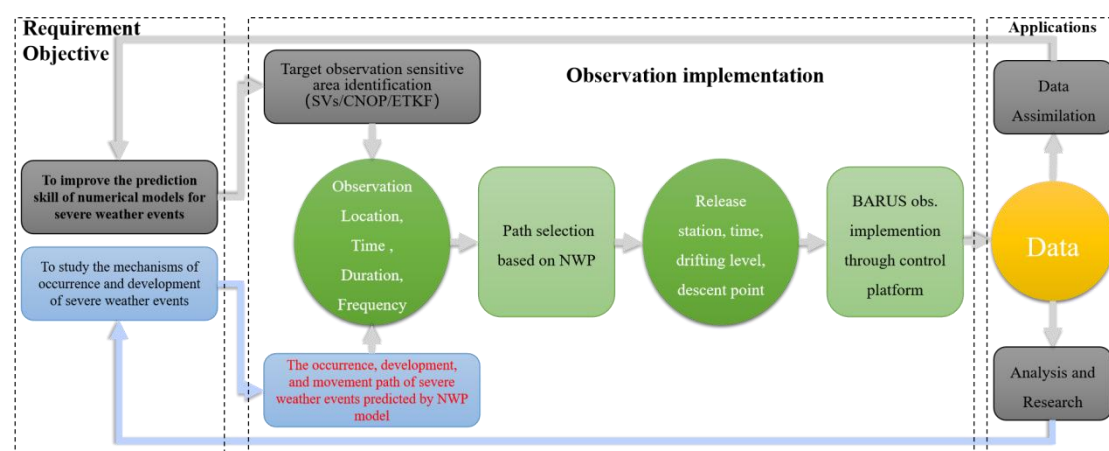 Requirement
Objective
To improve the prediction
skill of numerical models for
severe weather events
To study the mechanisms of
occurrence and development
of severe weather events
Observation implementation
Target observation sensitive
area identification
(SVs/CNOP/ETKF)
Observation
Location,
Time ,
Duration,
Frequency
The occurrence, development,
and movement path of severe
weather events predicted by NWP
model
Path selection
based on NWP
Release
station, time,
drifting level,
descent point
BARUS obs.
implemention
through control
platform
Applications
Data
Assimilation
Data
Analysis and
Research